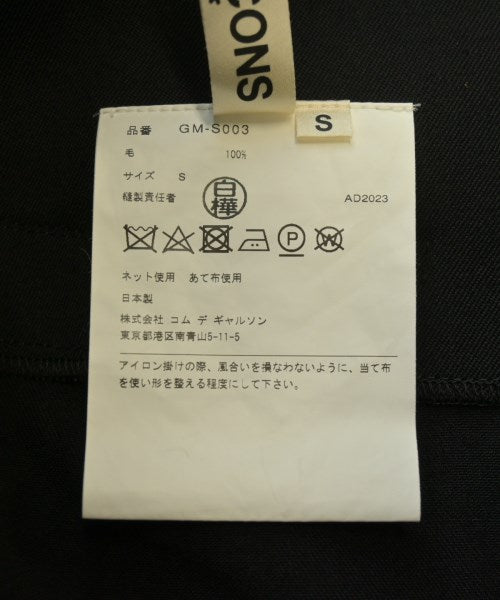 CONS
S
品番 GM-S003
毛 100%
サイズ S
縫製責任者 白樺 AD2023
P W
ネット使用 あて布使用
日本製
株式会社 コム デ ギャルソン
東京都港区南青山5-11-5
アイロン掛けの際、風合いを損なわないように、当て布
を使い形を整える程度にして下さい。